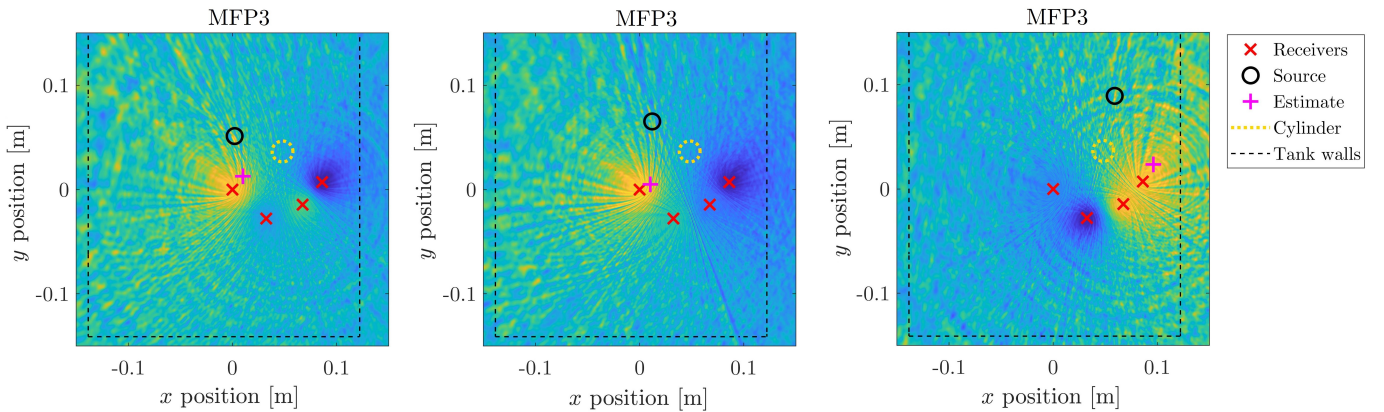 MFP3
0.1
0
-0.1
y position [m]
-0.1
0
0.1
x position [m]
MFP3
0.1
0
-0.1
y position [m]
-0.1
0
0.1
x position [m]
MFP3
0.1
0
-0.1
y position [m]
-0.1
0
0.1
x position [m]
Receivers
Source
Estimate
Cylinder
Tank walls